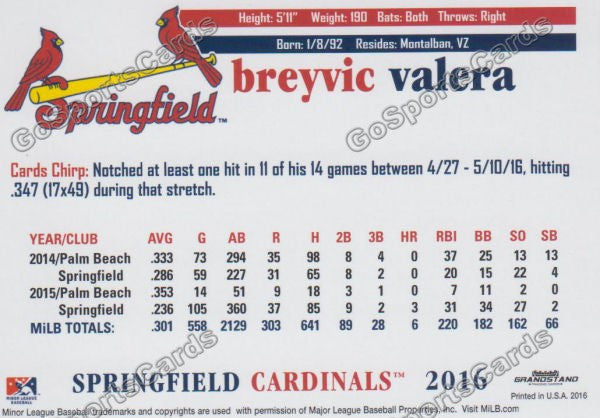 Height: 5'11" Weight: 190 Bats: Both Throws: Right
Born: 1/8/92 Resides: Montalban, VZ
breyvic valera
Springfield™
Cards Chirp: Notched at least one hit in 11 of his 14 games between 4/27 - 5/10/16, hitting
.347 (17x49) during that stretch.
YEAR/CLUB AVG G AB R H 2B 3B HR RBI BB SO SB
2014/Palm Beach .333 73 294 35 98 8 4 0 37 25 13 13
Springfield .286 59 227 31 65 8 2 0 20 15 22 4
2015/Palm Beach .353 14 51 9 18 3 1 0 7 11 2 0
Springfield .236 105 360 37 85 9 2 3 31 34 27 2
MiLB TOTALS: .301 558 2129 303 641 89 28 6 220 182 162 66
SPRINGFIELD CARDINALS™ 2016
MINOR LEAGUE
BASEBALL
GRANDSTAND
Printed in U.S.A. 2016
Minor League Baseball trademarks and copyrights are used with permission of Major League Baseball Properties, Inc. Visit MiLB.com
GoSportsCards
GoSportsCards
GoSportsCards
GoSportsCards